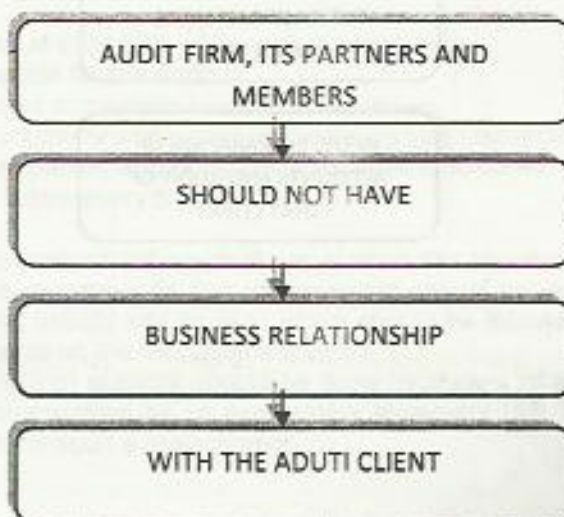 AUDIT FIRM, ITS PARTNERS AND
MEMBERS
SHOULD NOT HAVE
BUSINESS RELATIONSHIP
WITH THE ADUTI CLIENT